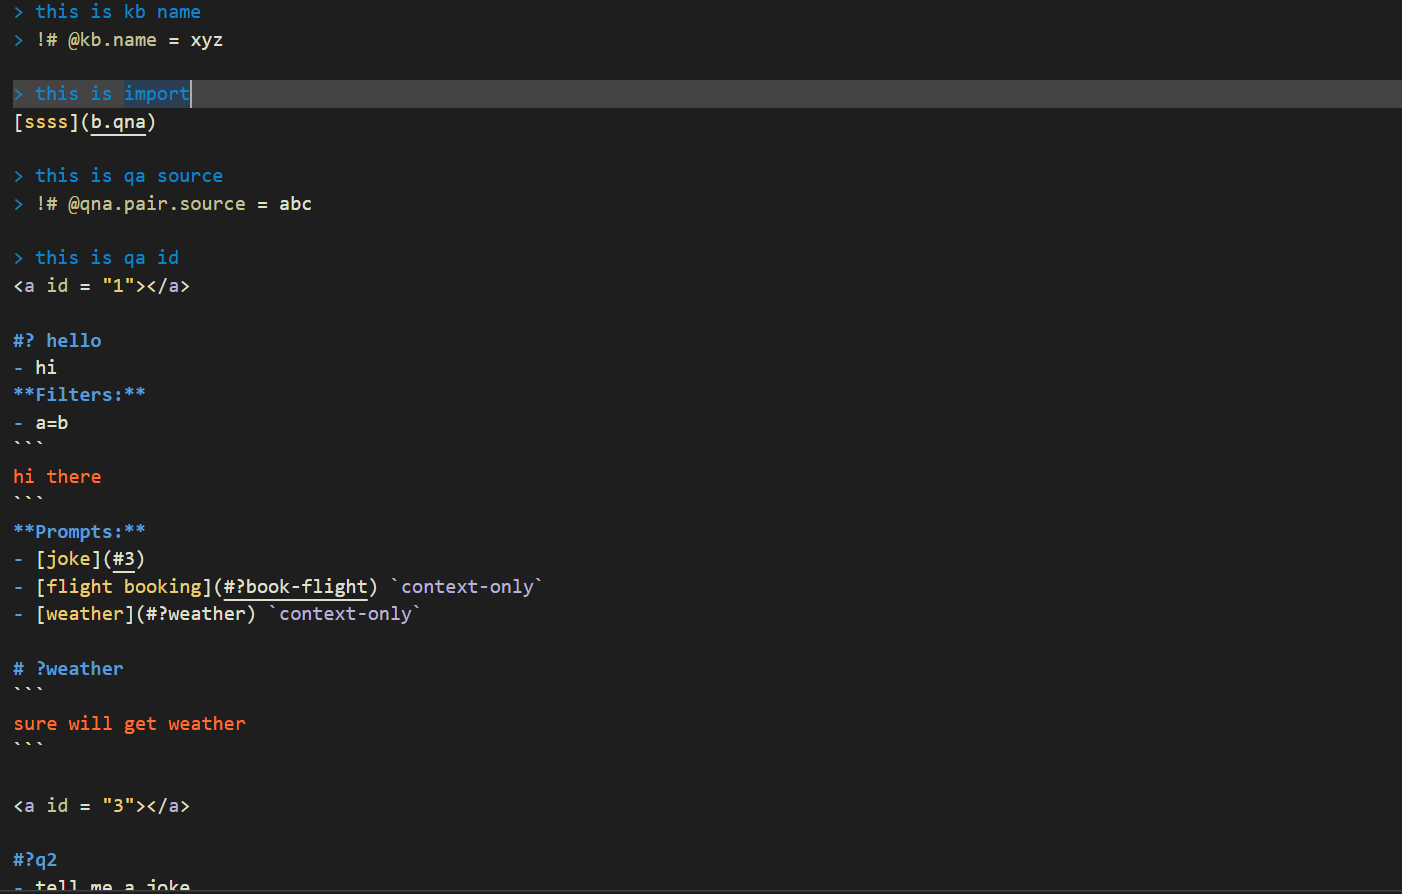 > this is kb name
> !# @kb.name = xyz
> this is import
[ssss](b.qna)
> this is qa source
> !# @qna.pair.source = abc
> this is qa id
<a id = "1"></a>
#? hello
- hi
**Filters:**
- a=b
```
hi there
```
**Prompts:**
- [joke](#3)
- [flight booking](#?book-flight) `context-only`
- [weather](#?weather) `context-only`
# ?weather
```
sure will get weather
```
<a id = "3"></a>
#?q2
- tell me a joke